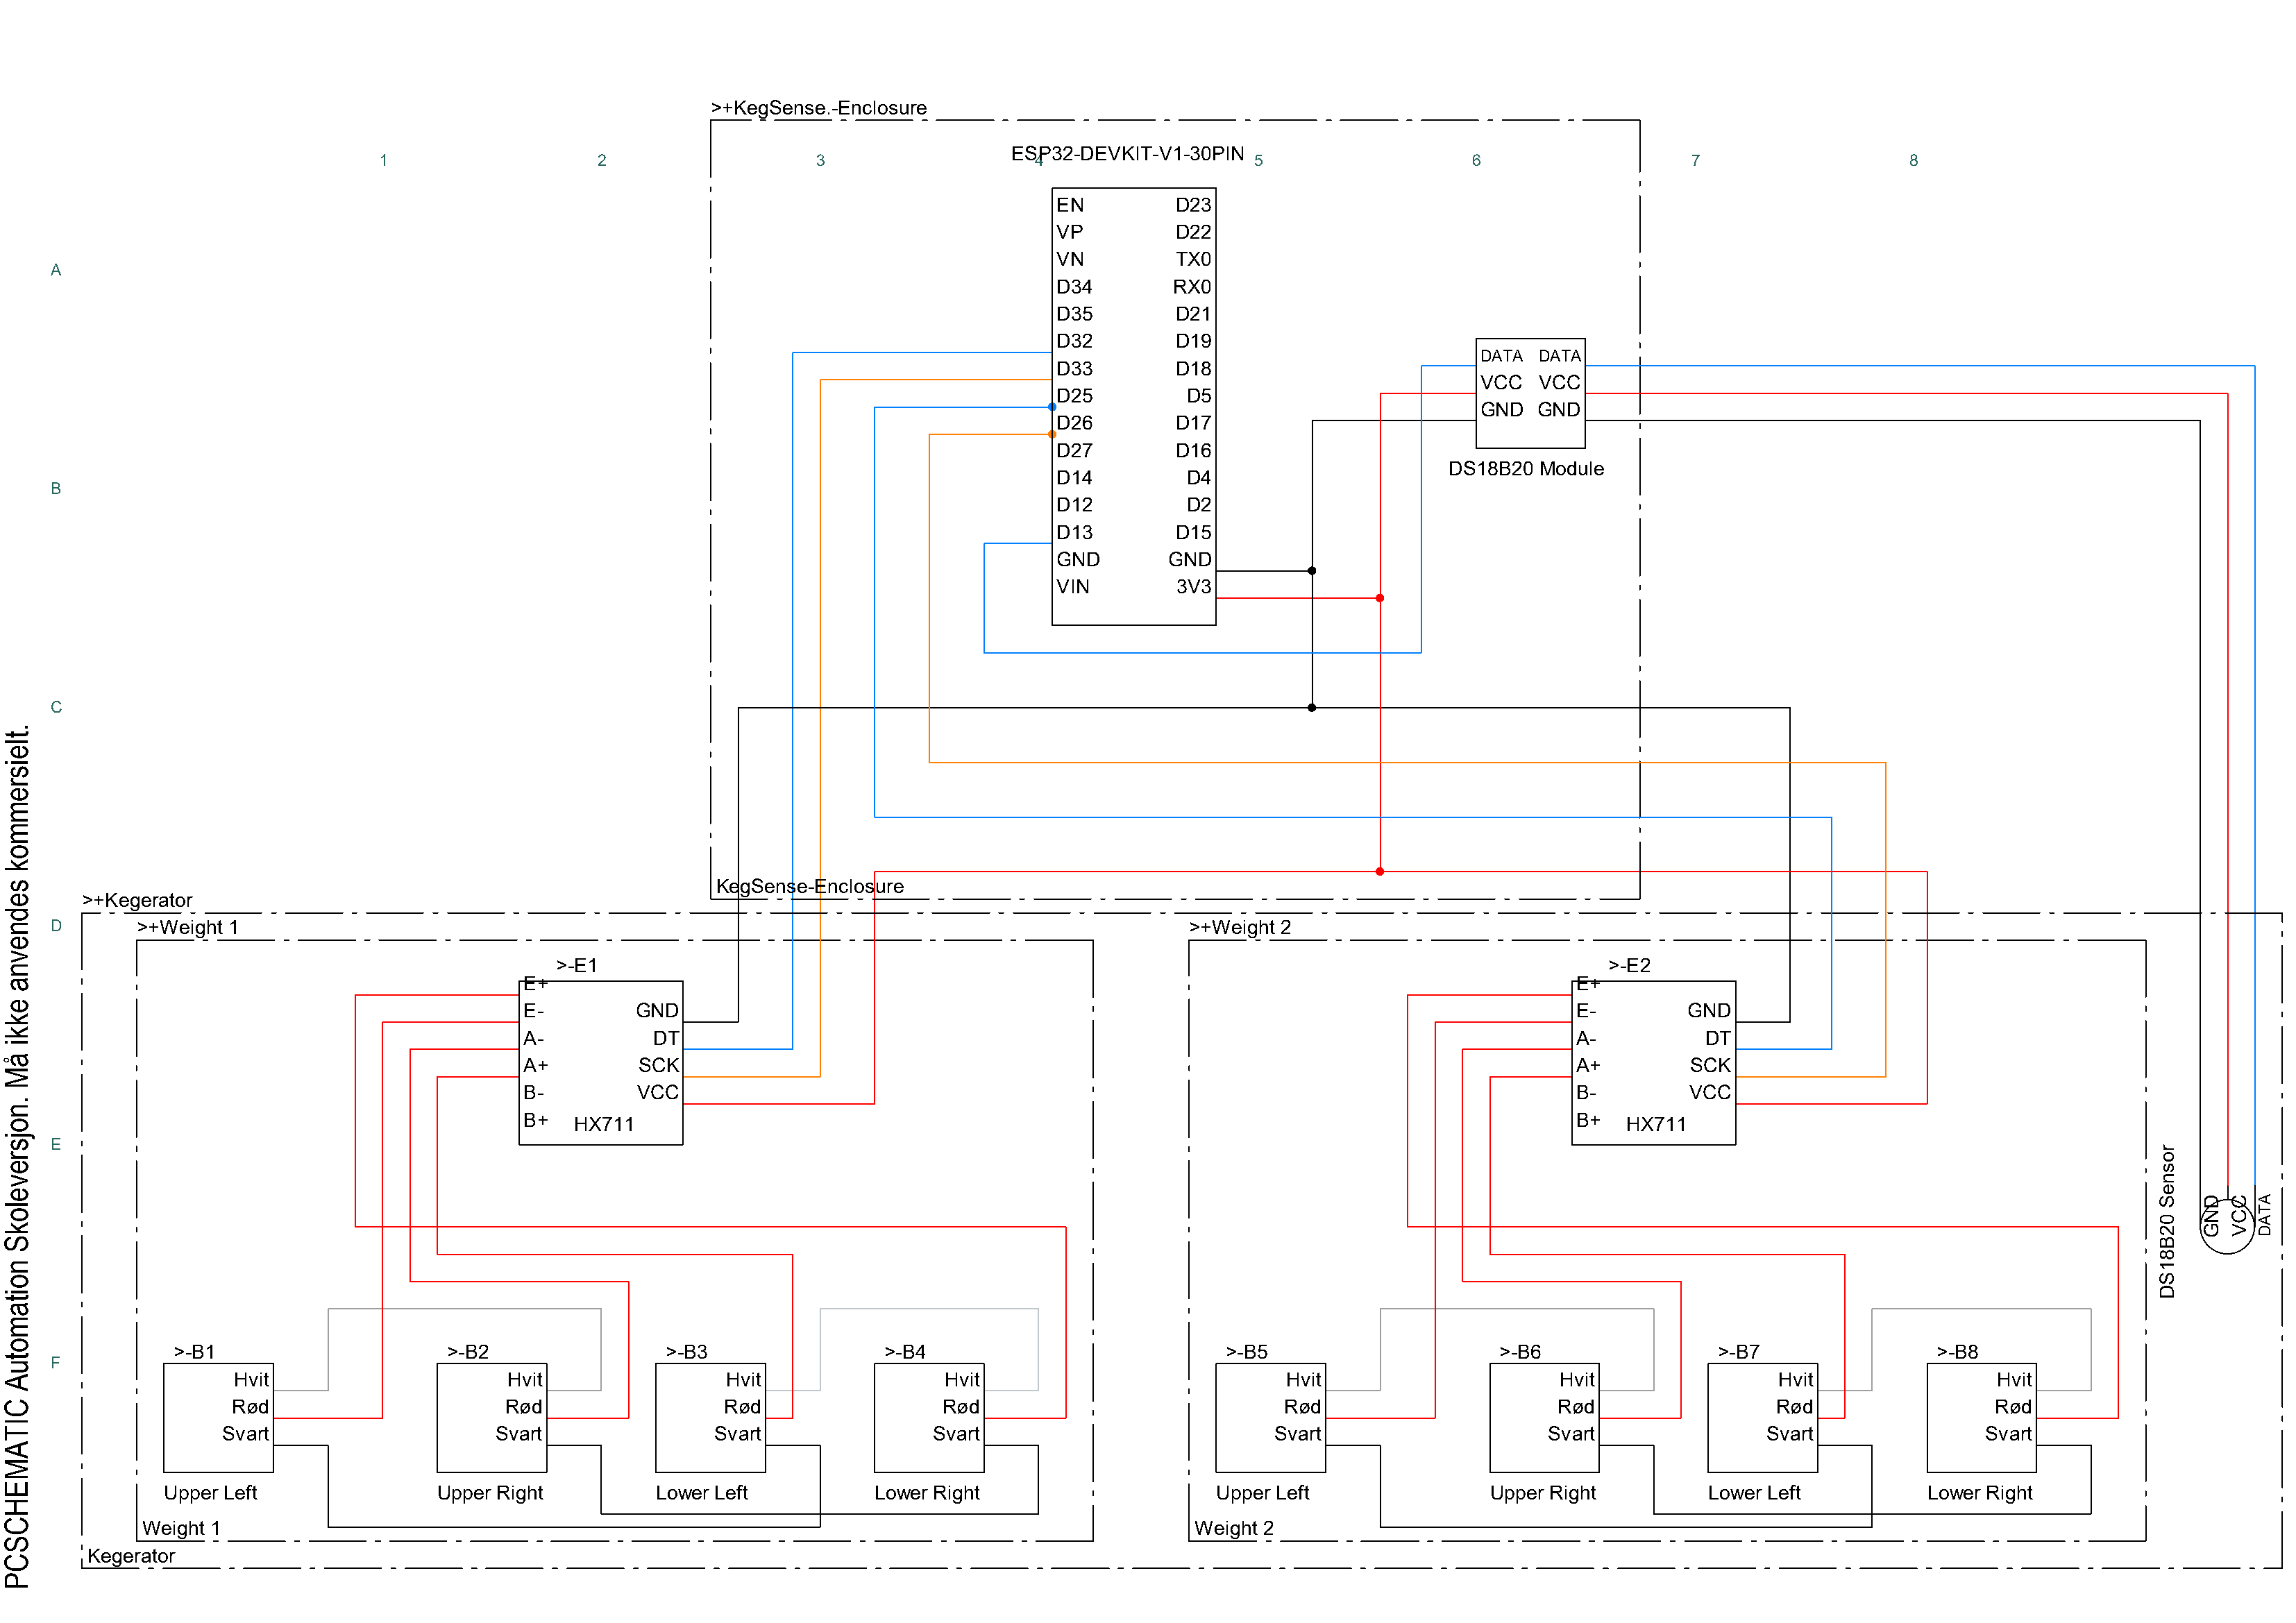 >+KegSense.-Enclosure
ESP32-DEVKIT-V1-30PIN
1 2 3 4 5 6 7 8
EN D23
VP D22
VN TX0
A
D34 RX0
D35 D21
D32 D19
D33 D18
D25 D5
D26 D17
D27 D16
D14 D4
D12 D2
D13 D15
GND GND
VIN 3V3
DATA DATA
VCC VCC
GND GND
DS18B20 Module
B
C
KegSense-Enclosure
>+Kegerator
D
>+Weight 1
>+Weight 2
>-E1
E+
E- GND
A- DT
A+ SCK
B- VCC
B+ HX711
>-E2
E+
E- GND
A- DT
A+ SCK
B- VCC
B+ HX711
E
DS18B20 Sensor
GND
VCC
DATA
F
>-B1
Hvit
Rød
Svart
Upper Left
>-B2
Hvit
Rød
Svart
Upper Right
>-B3
Hvit
Rød
Svart
Lower Left
>-B4
Hvit
Rød
Svart
Lower Right
>-B5
Hvit
Rød
Svart
Upper Left
>-B6
Hvit
Rød
Svart
Upper Right
>-B7
Hvit
Rød
Svart
Lower Left
>-B8
Hvit
Rød
Svart
Lower Right
Weight 1
Weight 2
Kegerator
PCSCHEMATIC Automation Skoleversjon. Må ikke anvendes kommersielt.